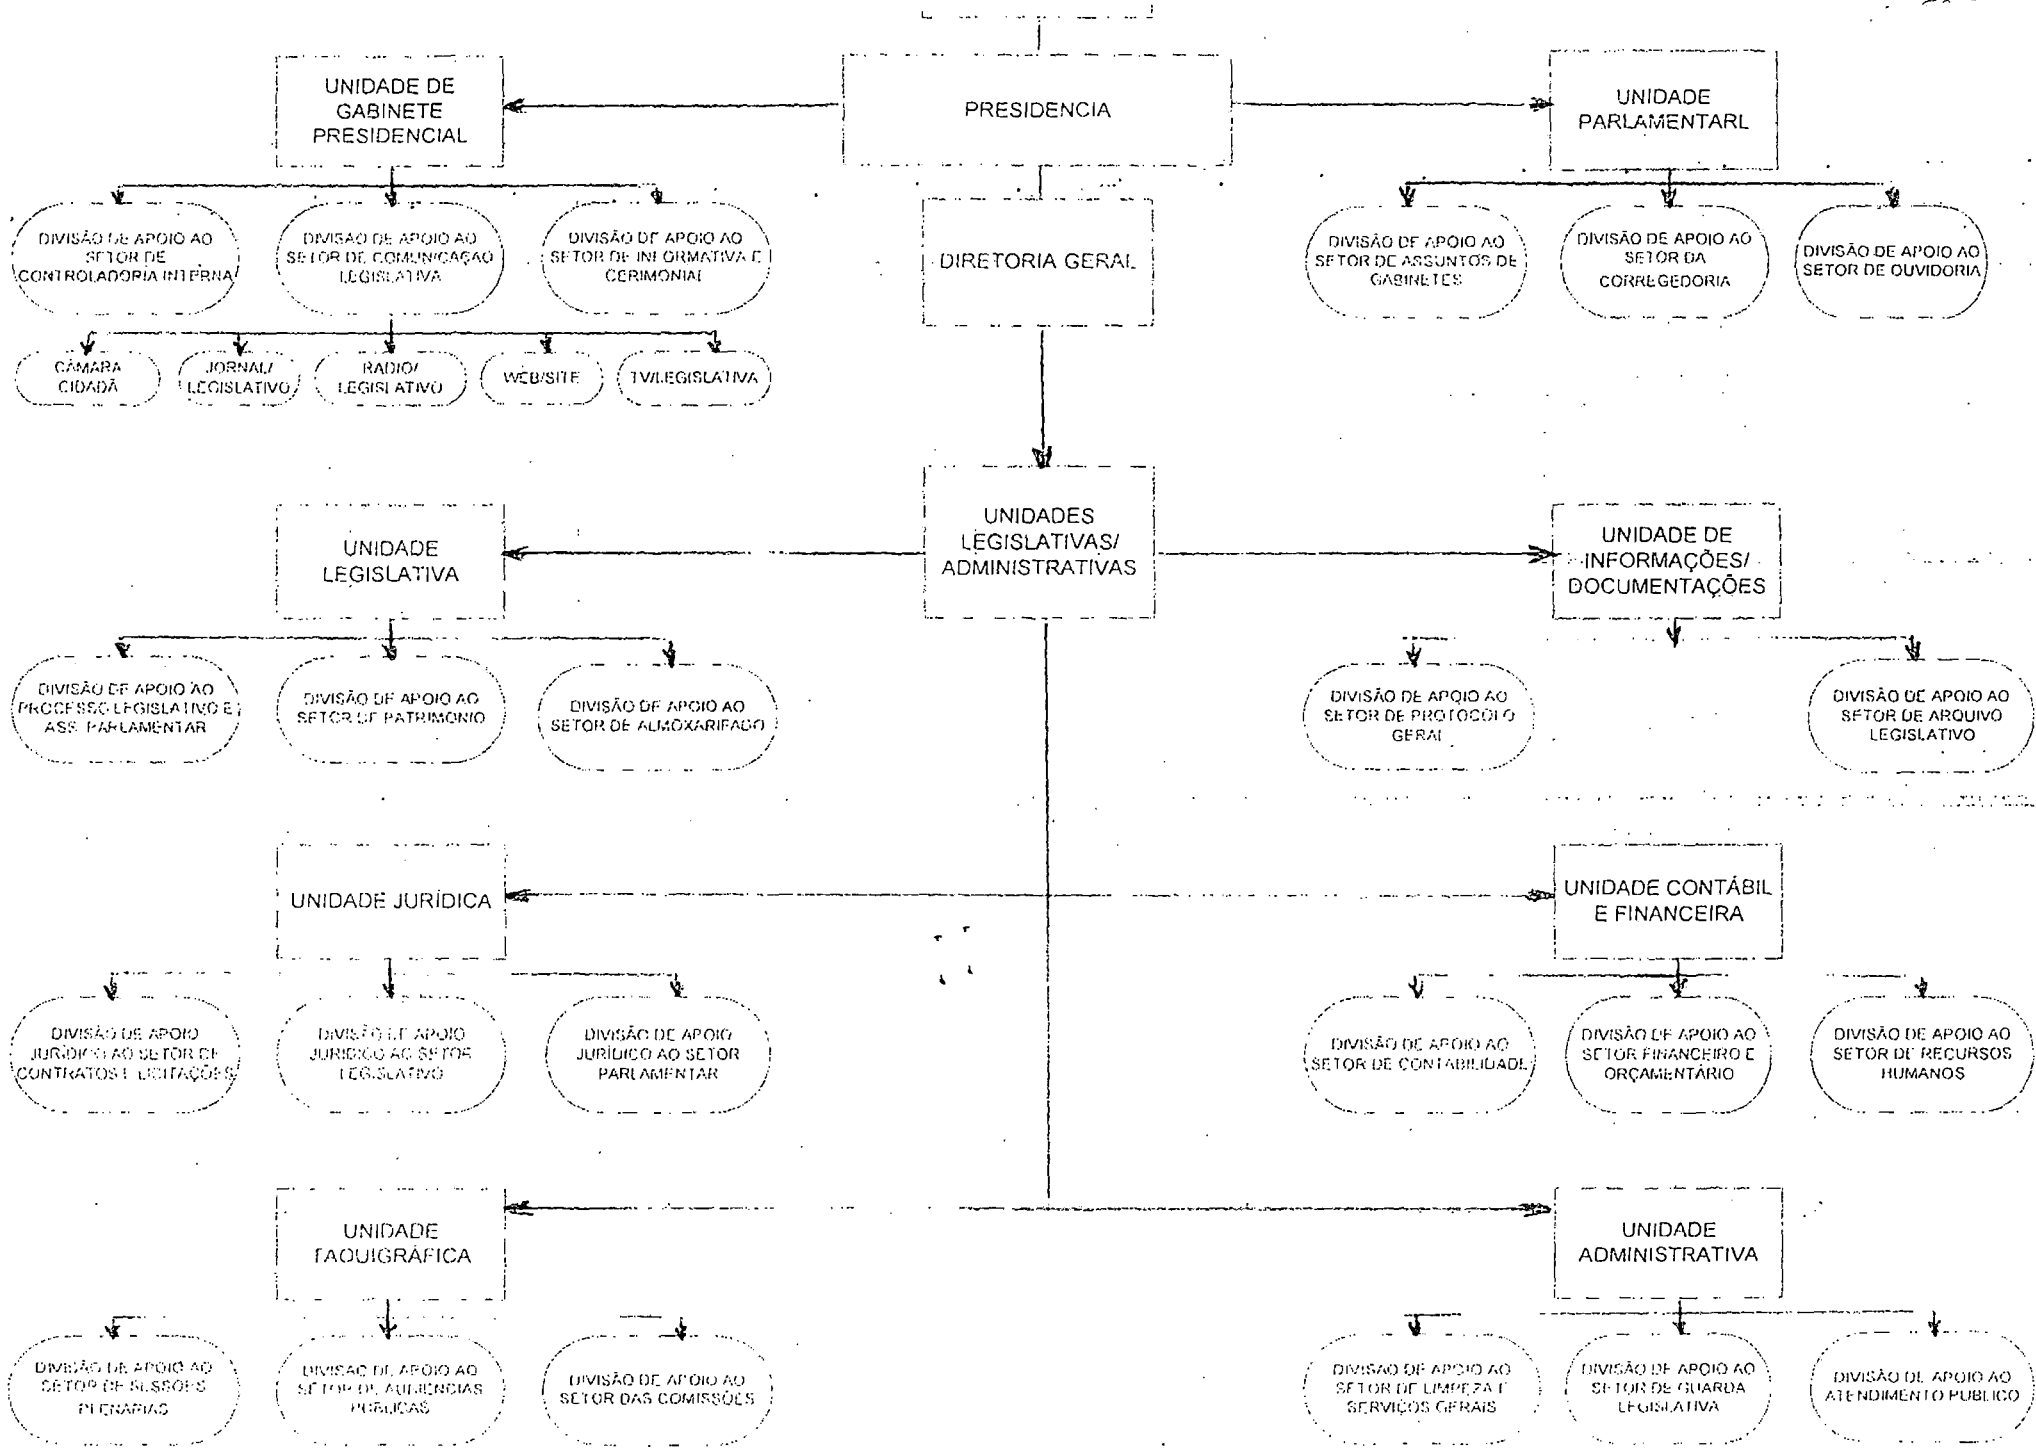 UNIDADE DE
GABINETE
PRESIDENCIAL
PRESIDENCIA
UNIDADE
PARLAMENTARL
DIVISÃO DE APOIO AO
SETOR DE
CONTROLADORÍA INTERNA
DIVISÃO DE APOIO AO
SETOR DE COMUNICAÇÃO
LEGISLATIVA
DIVISÃO DE APOIO AO
SETOR DE INFORMATIVA E
CERIMONIAL
DIRETORIA GERAL
DIVISÃO DE APOIO AO
SETOR DE ASSUNTOS DE
GABINETES
DIVISÃO DE APOIO AO
SETOR DA
CORREGEDORIA
DIVISÃO DE APOIO AO
SETOR DE OUVIDORIA
CÂMARA
CIDADÃ
JORNAL/
LEGISLATIVO
RADIO/
LEGISLATIVO
WEB/SITE
TV/LEGISLATIVA
UNIDADE
LEGISLATIVA
UNIDADES
LEGISLATIVAS/
ADMINISTRATIVAS
UNIDADE DE
INFORMAÇÕES/
DOCUMENTAÇÕES
DIVISÃO DE APOIO AO
PROCESSO LEGISLATIVO E
ASS. PARLAMENTAR
DIVISÃO DE APOIO AO
SETOR DE PATRIMONIO
DIVISÃO DE APOIO AO
SETOR DE ALMOXARIFADO
DIVISÃO DE APOIO AO
SETOR DE PROTOCOLO
GERAL
DIVISÃO DE APOIO AO
SETOR DE ARQUIVO
LEGISLATIVO
UNIDADE JURÍDICA
UNIDADE CONTÁBIL
E FINANCEIRA
DIVISÃO DE APOIO
JURÍDICO AO SETOR DE
CONTRATOS E LICITAÇÕES
DIVISÃO DE APOIO
JURIDICO AO SETOR
LEGISLATIVO
DIVISÃO DE APOIO
JURÍDICO AO SETOR
PARLAMENTAR
DIVISÃO DE APOIO AO
SETOR DE CONTABILIDADE
DIVISÃO DE APOIO AO
SETOR FINANCEIRO E
ORÇAMENTÁRIO
DIVISÃO DE APOIO AO
SETOR DE RECURSOS
HUMANOS
UNIDADE
TAQUIGRÁFICA
UNIDADE
ADMINISTRATIVA
DIVISÃO DE APOIO AO
SETOR DE SESSOES
PLENARIAS
DIVISAO DE APOIO AO
SETOR DE AUDIENCIAS
PUBLICAS
DIVISÃO DE APOIO AO
SETOR DAS COMISSÕES
DIVISAO DE APOIO AO
SETOR DE LIMPEZA E
SERVIÇOS GERAIS
DIVISÃO DE APOIO AO
SETOR DE GUARDA
LEGISLATIVA
DIVISÃO DE APOIO AO
ATENDIMENTO PUBLICO